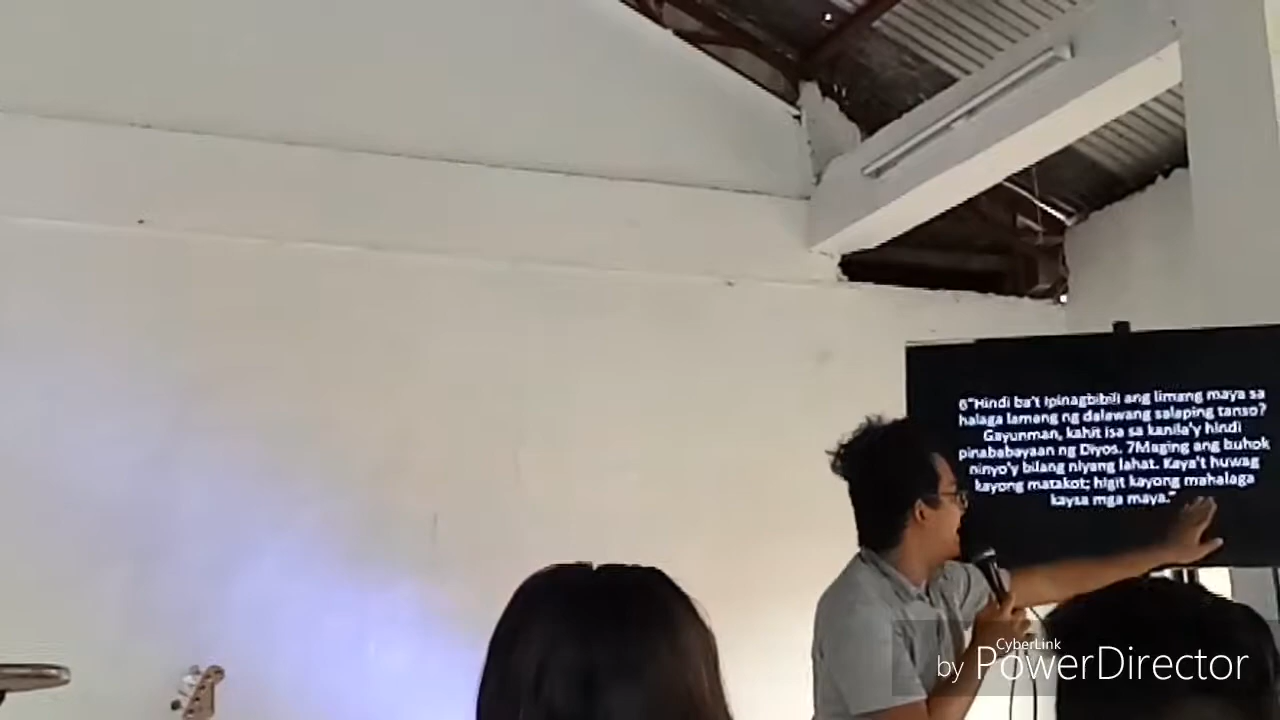 6"Hindi ba't ipinagbibili ang limang maya sa
halaga lamang ng dalawang salaping tanso?
Gayunman, kahit isa sa kanila'y hindi
pinababayaan ng Diyos. 7Maging ang buhok
ninyo'y bilang niyang lahat. Kaya't huwag
kayong matakot; higit kayong mahalaga
kaysa mga maya."
CyberLink
by PowerDirector